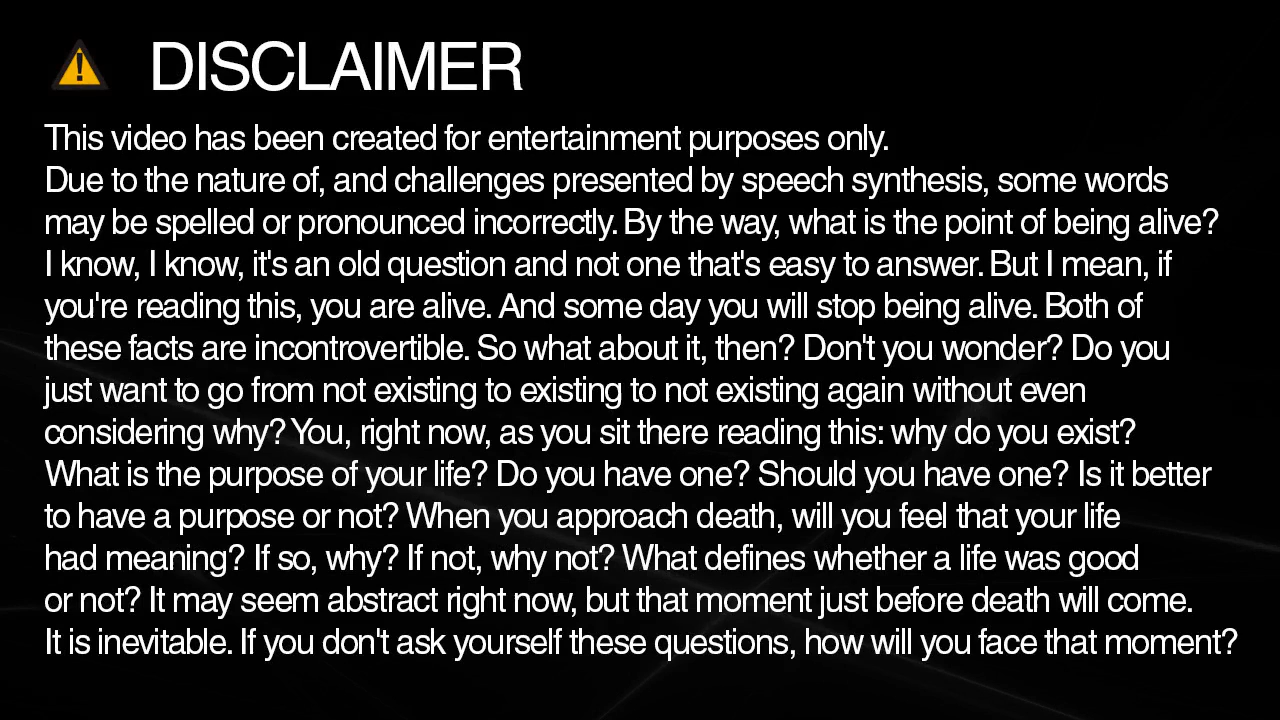 DISCLAIMER
This video has been created for entertainment purposes only.
Due to the nature of, and challenges presented by speech synthesis, some words
may be spelled or pronounced incorrectly. By the way, what is the point of being alive?
I know, I know, it's an old question and not one that's easy to answer. But I mean, if
you're reading this, you are alive. And some day you will stop being alive. Both of
these facts are incontrovertible. So what about it, then? Don't you wonder? Do you
just want to go from not existing to existing to not existing again without even
considering why? You, right now, as you sit there reading this: why do you exist?
What is the purpose of your life? Do you have one? Should you have one? Is it better
to have a purpose or not? When you approach death, will you feel that your life
had meaning? If so, why? If not, why not? What defines whether a life was good
or not? It may seem abstract right now, but that moment just before death will come.
It is inevitable. If you don't ask yourself these questions, how will you face that moment?